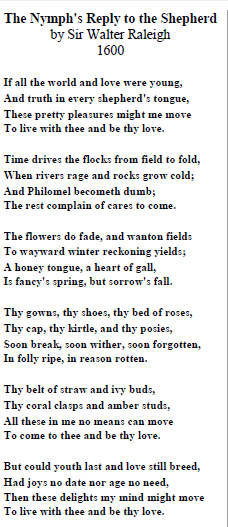 The Nymph's Reply to the Shepherd
by Sir Walter Raleigh
1600
If all the world and love were young,
And truth in every shepherd's tongue,
These pretty pleasures might me move
To live with thee and be thy love.
Time drives the flocks from field to fold,
When rivers rage and rocks grow cold;
And Philomel becometh dumb;
The rest complain of cares to come.
The flowers do fade, and wanton fields
To wayward winter reckoning yields;
A honey tongue, a heart of gall,
Is fancy's spring, but sorrow's fall.
Thy gowns, thy shoes, thy bed of roses,
Thy cap, thy kirtle, and thy posies,
Soon break, soon wither, soon forgotten,
In folly ripe, in reason rotten.
Thy belt of straw and ivy buds,
Thy coral clasps and amber studs,
All these in me no means can move
To come to thee and be thy love.
But could youth last and love still breed,
Had joys no date nor age no need,
Then these delights my mind might move
To live with thee and be thy love.